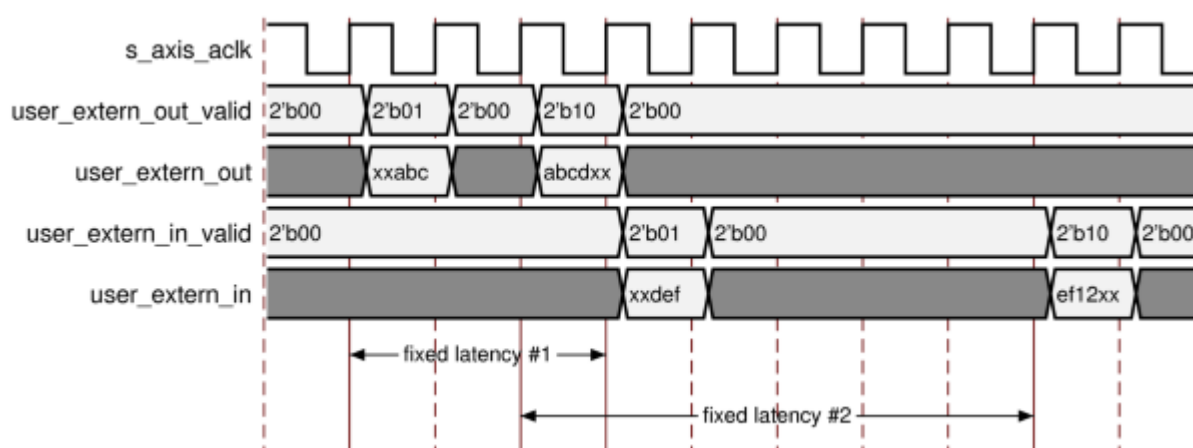 s_axis_aclk
user_extern_out_valid 2'b00 2'b01 2'b00 2'b10 2'b00
user_extern_out xxabc abcdxx
user_extern_in_valid 2'b00 2'b01 2'b00 2'b10 2'b00
user_extern_in xxdef ef12xx
fixed latency #1
fixed latency #2